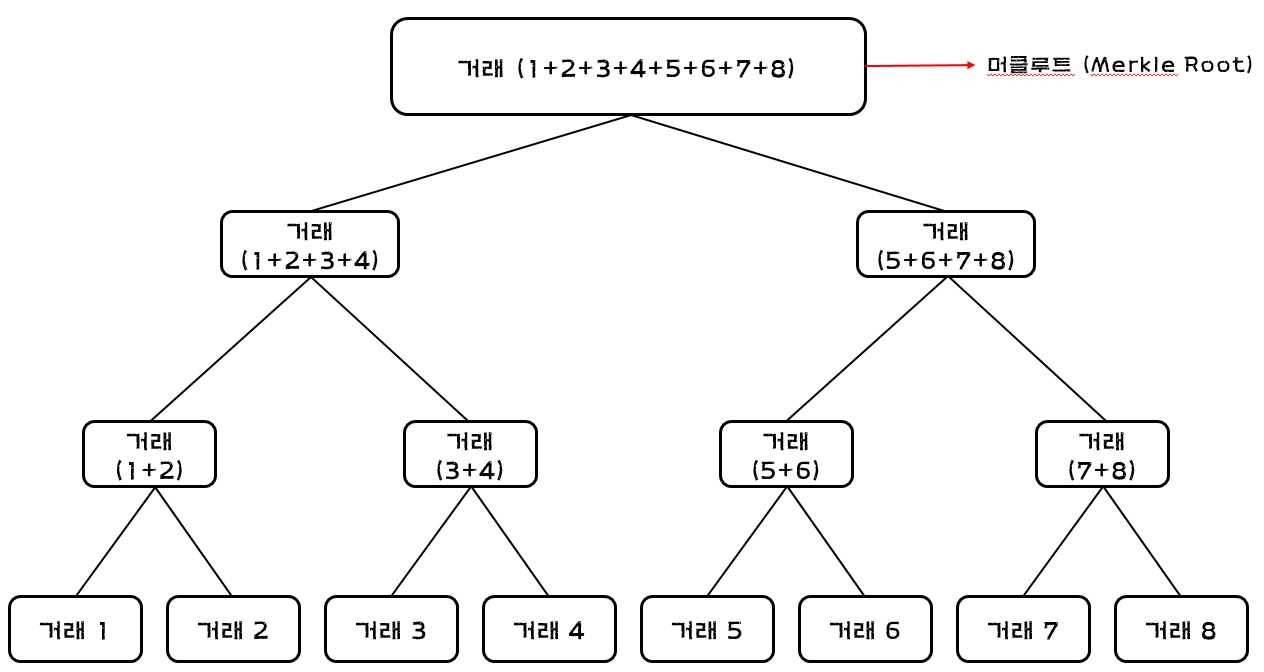 거래 (1+2+3+4+5+6+7+8)
머클루트 (Merkle Root)
거래
(1+2+3+4)
거래
(5+6+7+8)
거래
(1+2)
거래
(3+4)
거래
(5+6)
거래
(7+8)
거래 1
거래 2
거래 3
거래 4
거래 5
거래 6
거래 7
거래 8